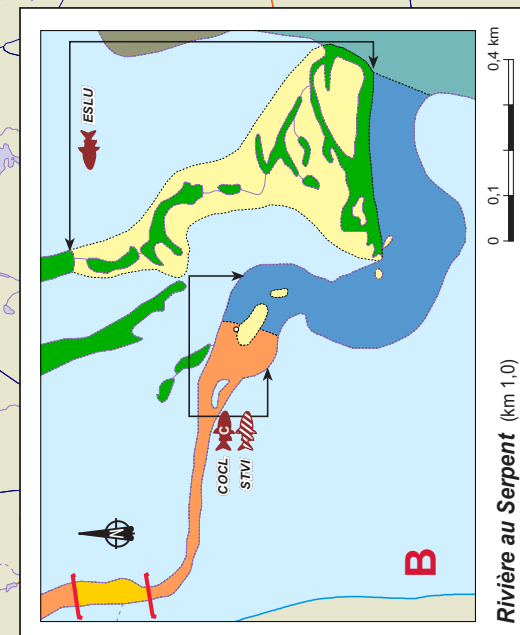 ESLU
COCL
C
STVI
N
B
Rivière au Serpent (km 1,0)
0 0,1 0,4 km